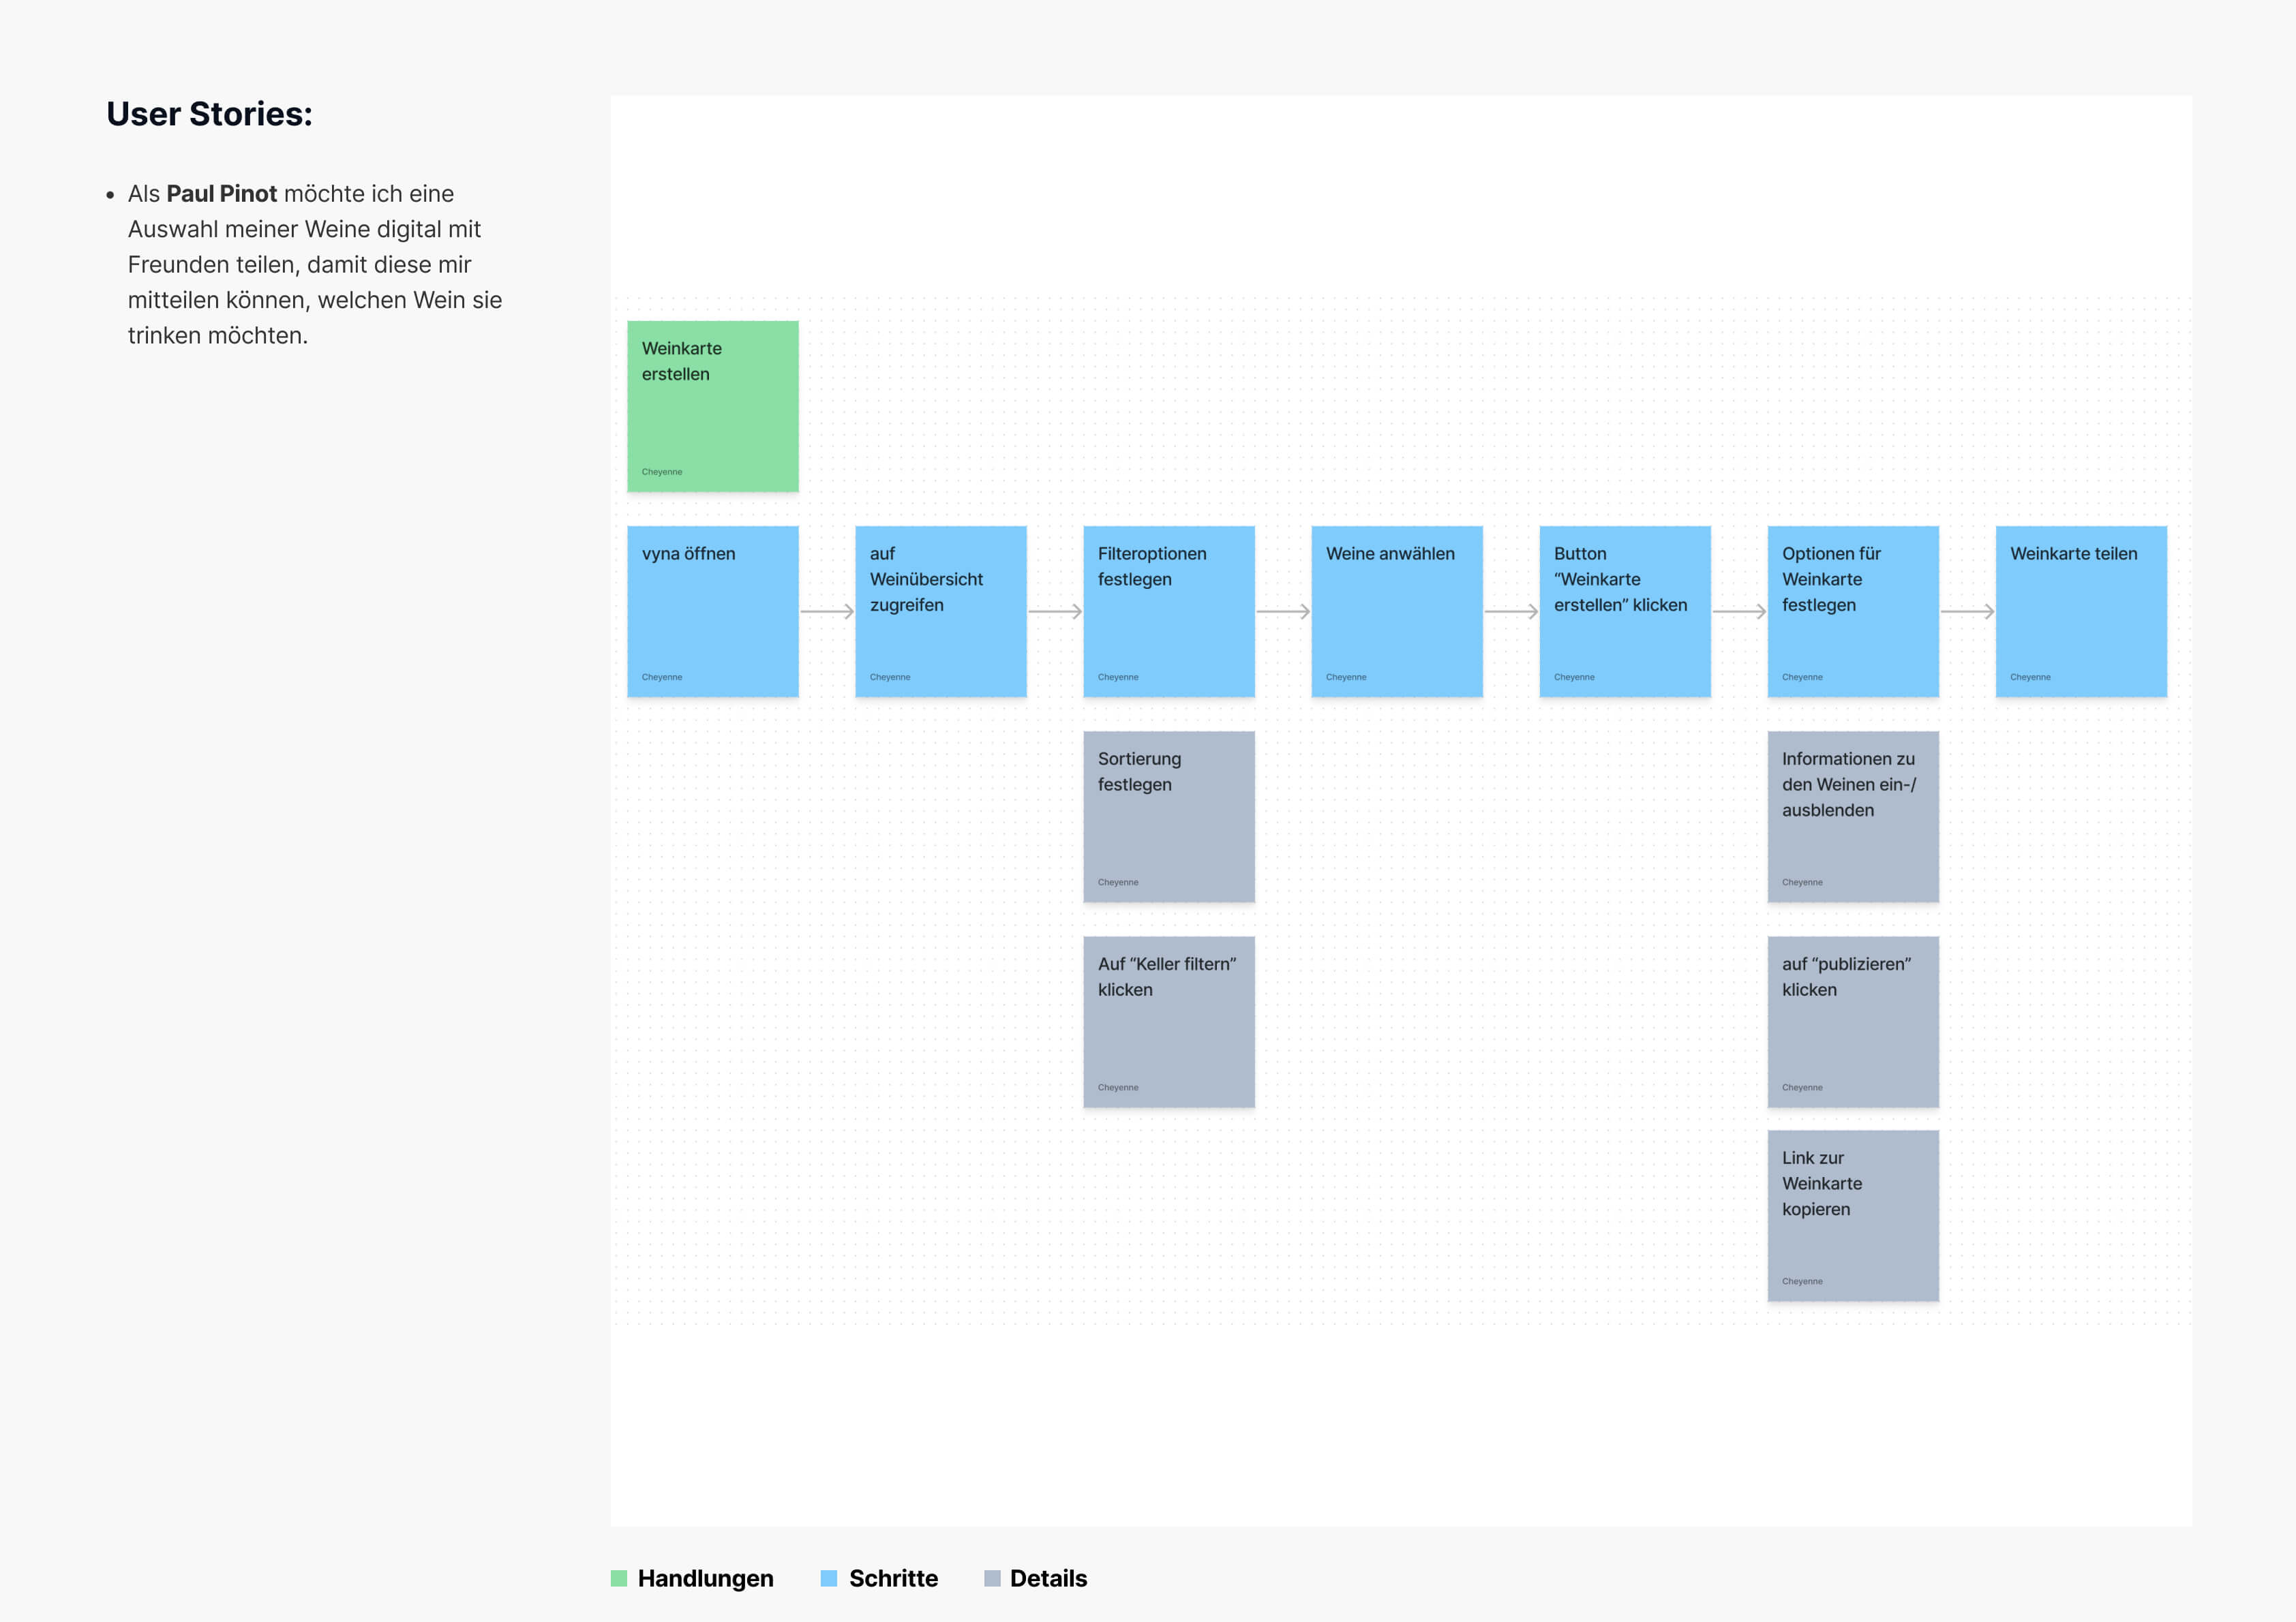 User Stories:
• Als Paul Pinot möchte ich eine
Auswahl meiner Weine digital mit
Freunden teilen, damit diese mir
mitteilen können, welchen Wein sie
trinken möchten.
Weinkarte
erstellen
Cheyenne
vyna öffnen
Cheyenne
auf
Weinübersicht
zugreifen
Cheyenne
Filteroptionen
festlegen
Cheyenne
Weine anwählen
Cheyenne
Button
“Weinkarte
erstellen” klicken
Cheyenne
Optionen für
Weinkarte
festlegen
Cheyenne
Weinkarte teilen
Cheyenne
Sortierung
festlegen
Cheyenne
Informationen zu
den Weinen ein-/
ausblenden
Cheyenne
Auf “Keller filtern”
klicken
Cheyenne
auf “publizieren”
klicken
Cheyenne
Link zur
Weinkarte
kopieren
Cheyenne
Handlungen
Schritte
Details